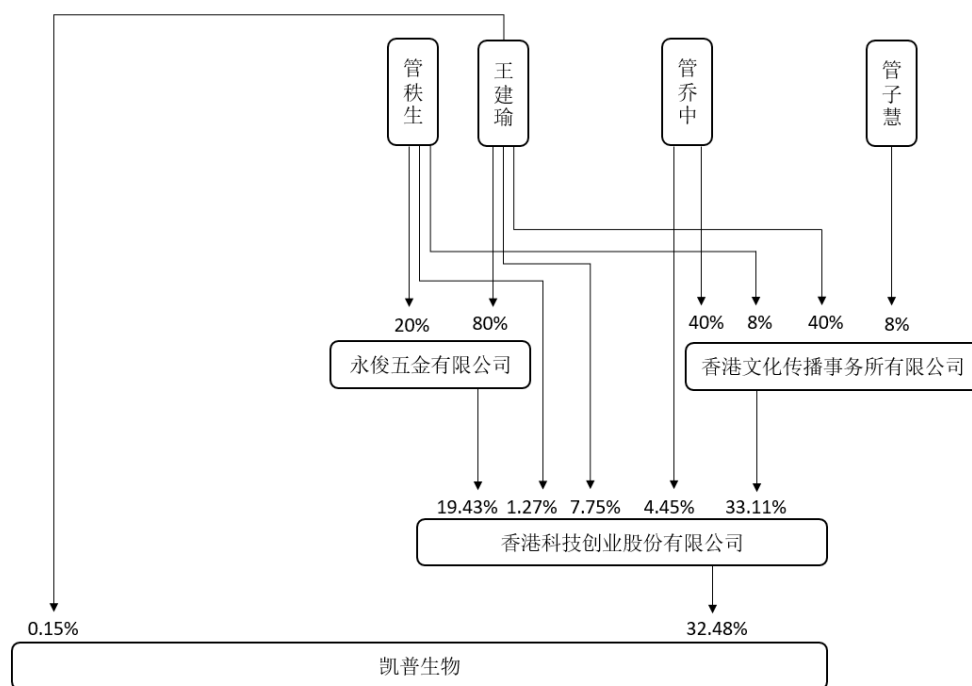 管秩生
王建瑜
管乔中
管子慧
20%
80%
40%
8%
40%
8%
永俊五金有限公司
香港文化传播事务所有限公司
19.43%
1.27%
7.75%
4.45%
33.11%
香港科技创业股份有限公司
0.15%
32.48%
凯普生物